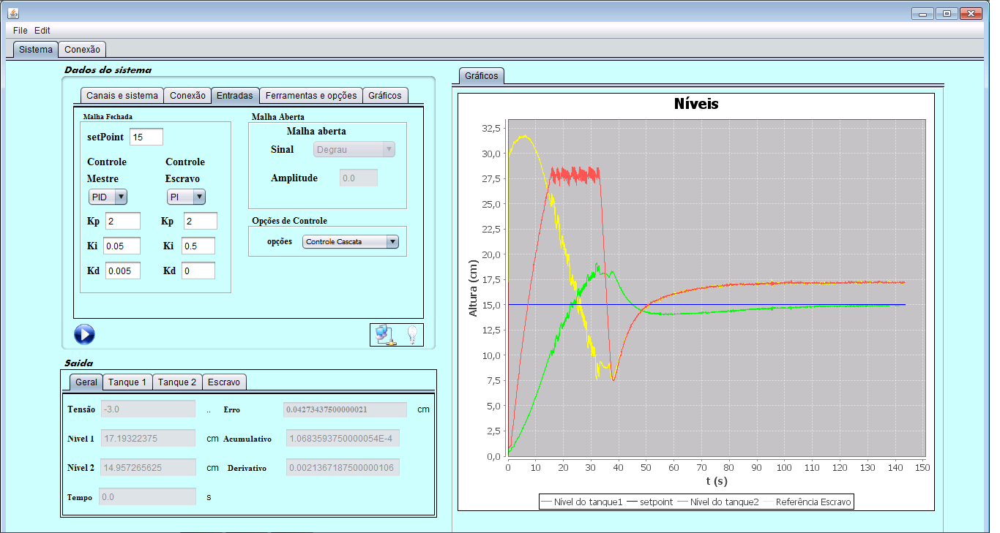 File Edit
Sistema Conexão
Dados do sistema
Canais e sistema Conexão Entradas Ferramentas e opções Gráficos
Malha Fechada
setPoint 15
Controle Controle
Mestre Escravo
PID PI
Kp 2 Kp 2
Ki 0.05 Ki 0.5
Kd 0.005 Kd 0
Malha Aberta
Malha aberta
Sinal Degrau
Amplitude 0.0
Opções de Controle
opções Controle Cascata
Saida
Geral Tanque 1 Tanque 2 Escravo
Tensão -3.0 .. Erro 0.04273437500000021 cm
Nivel 1 17.19322375 cm Acumulativo 1.0683593750000054E-4
Nivel 2 14.957265625 cm Derivativo 0.0021367187500000106
Tempo 0.0 s
Gráficos
Níveis
Altura (cm)
32,5
30,0
27,5
25,0
22,5
20,0
17,5
15,0
12,5
10,0
7,5
5,0
2,5
0,0
0 10 20 30 40 50 60 70 80 90 100 110 120 130 140 150
t (s)
Nível do tanque1 setpoint Nível do tanque2 Referência Escravo